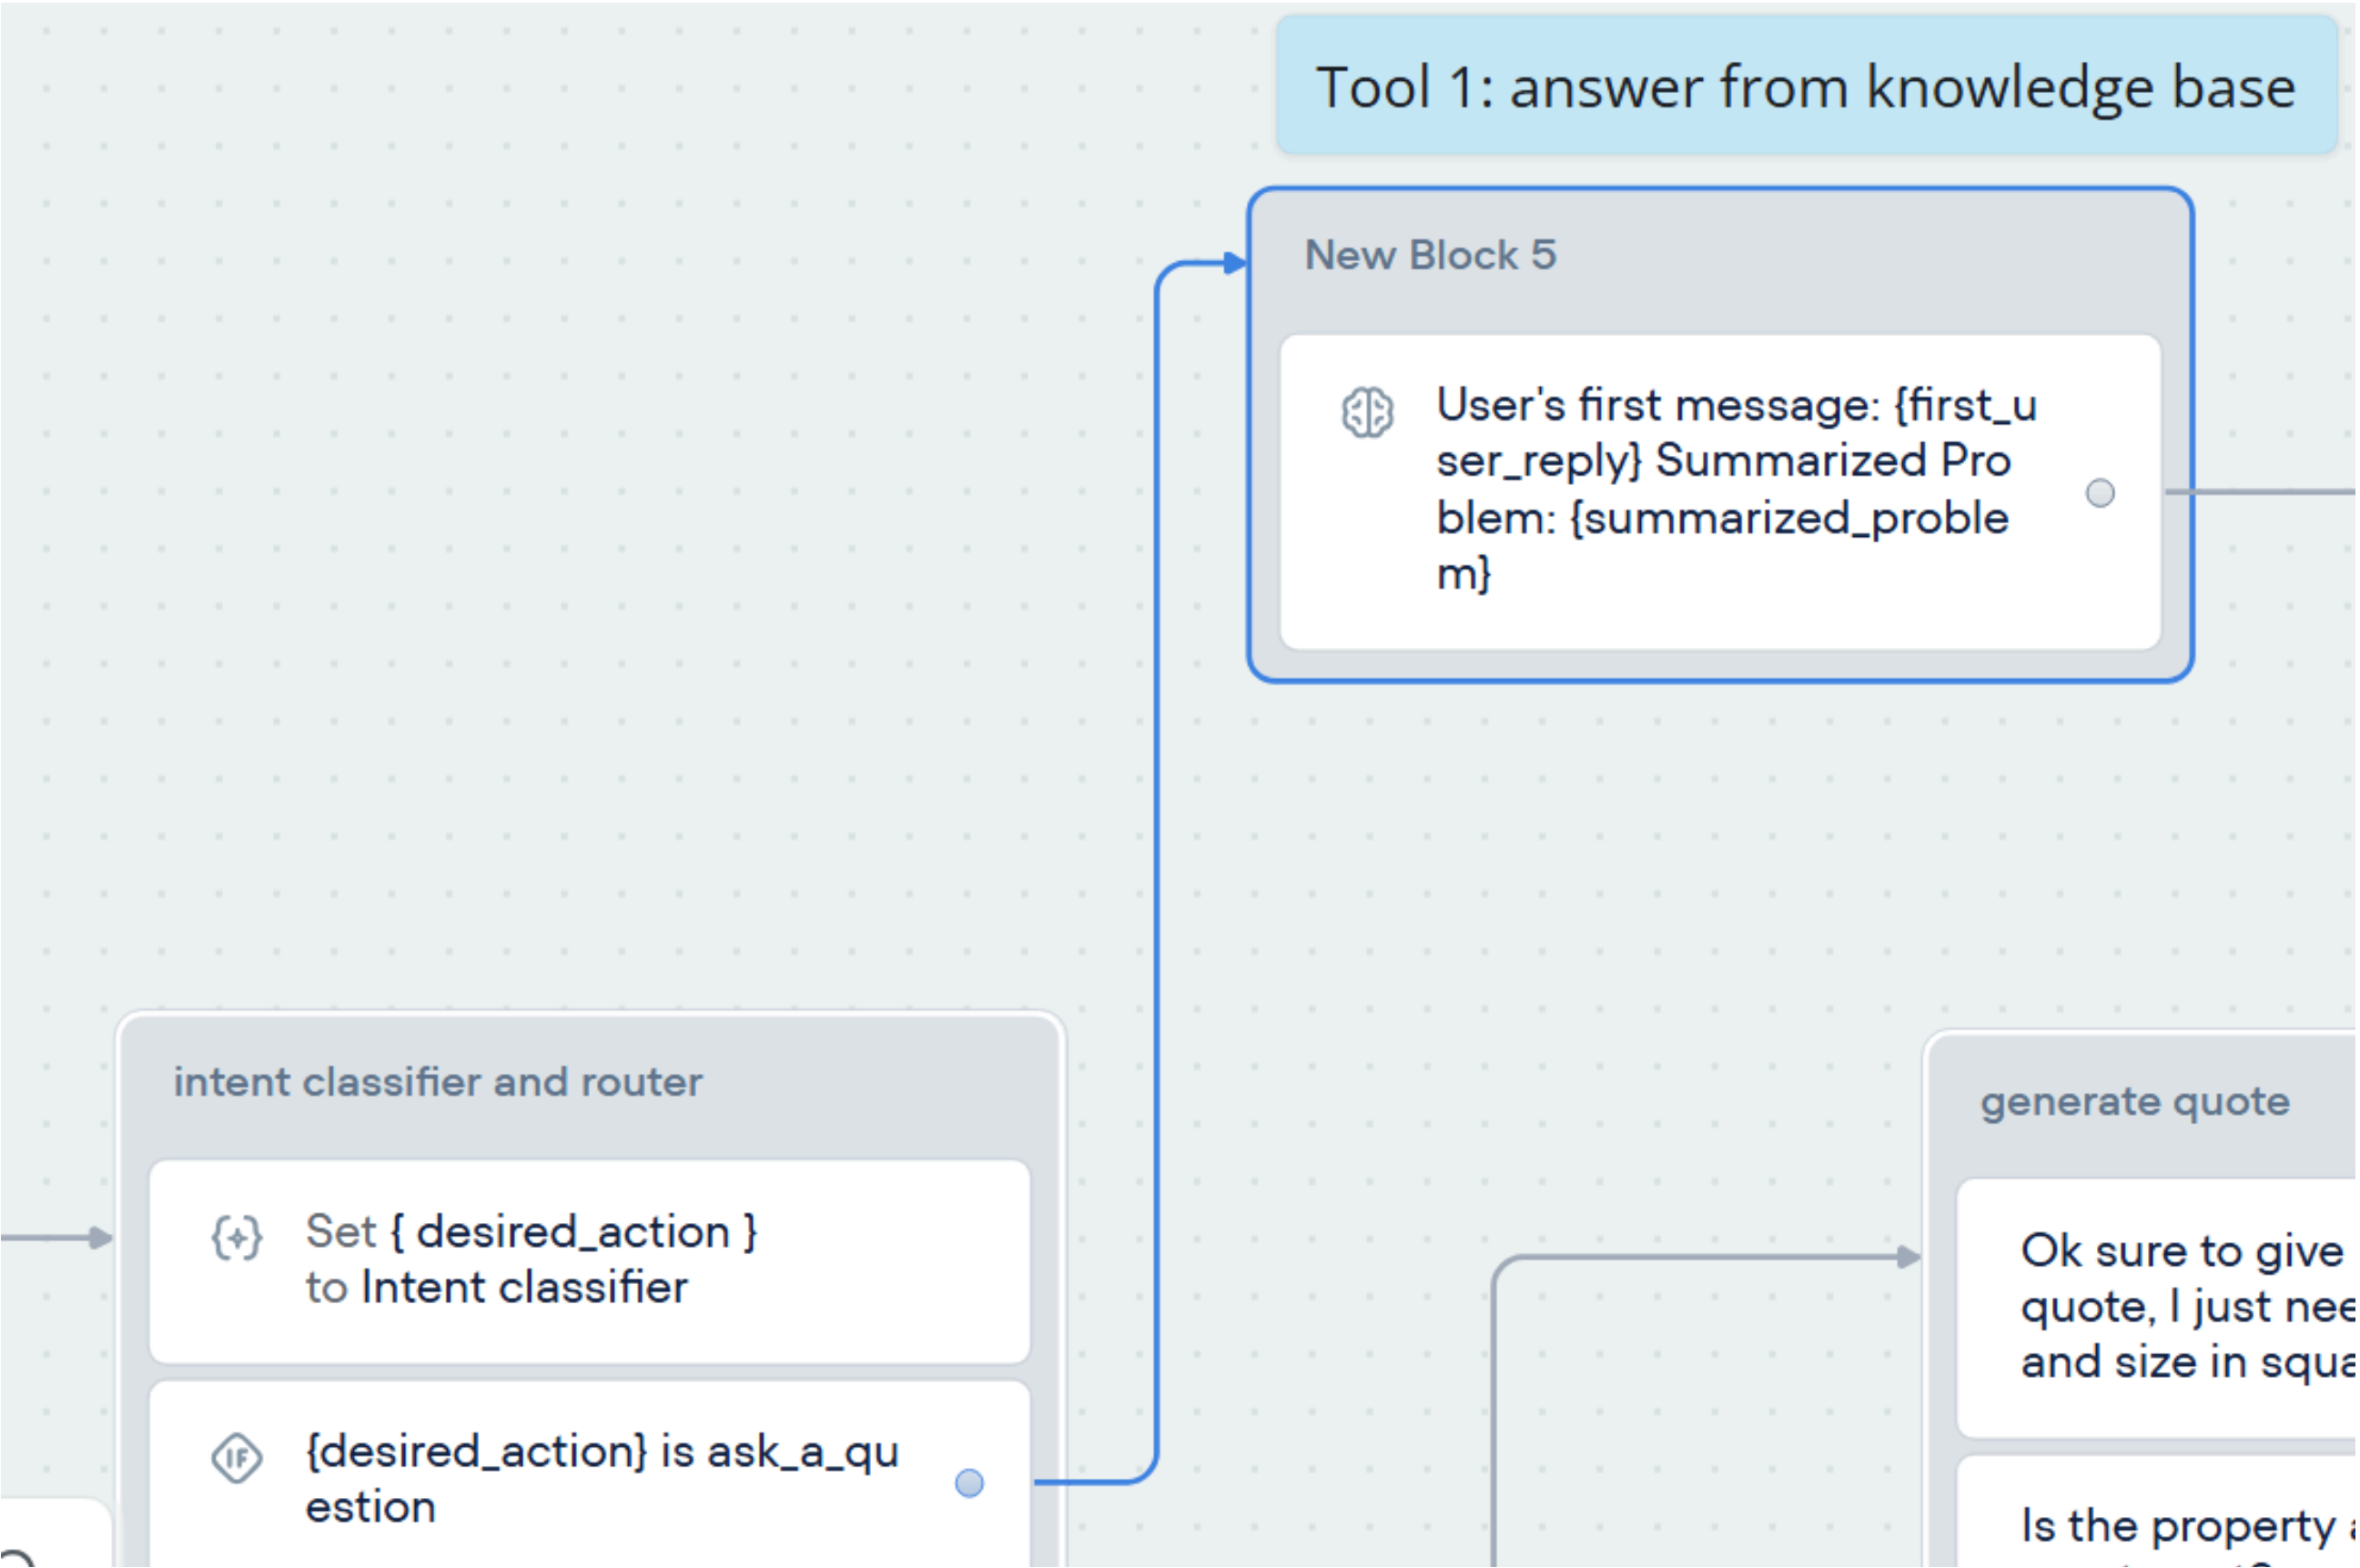 Tool 1: answer from knowledge base
New Block 5
User's first message: {first_u
ser_reply} Summarized Pro
blem: {summarized_proble
m}
intent classifier and router
Set { desired_action }
to Intent classifier
IF
{desired_action} is ask_a_qu
estion
generate quote
Ok sure to give
quote, I just
and size in
Is the property